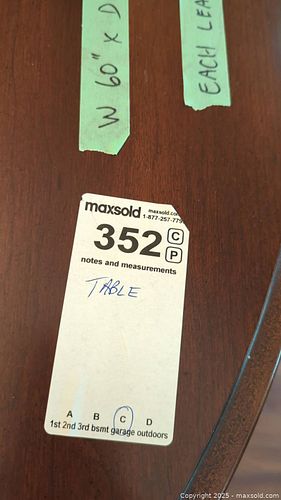 W 60" X D
EACH LEA
maxsold maxsold.com
1-877-257-775
352 C
P
notes and measurements
TABLE
A B C D
1st 2nd 3rd bsmt garage outdoors
Copyright 2025 - maxsold.com